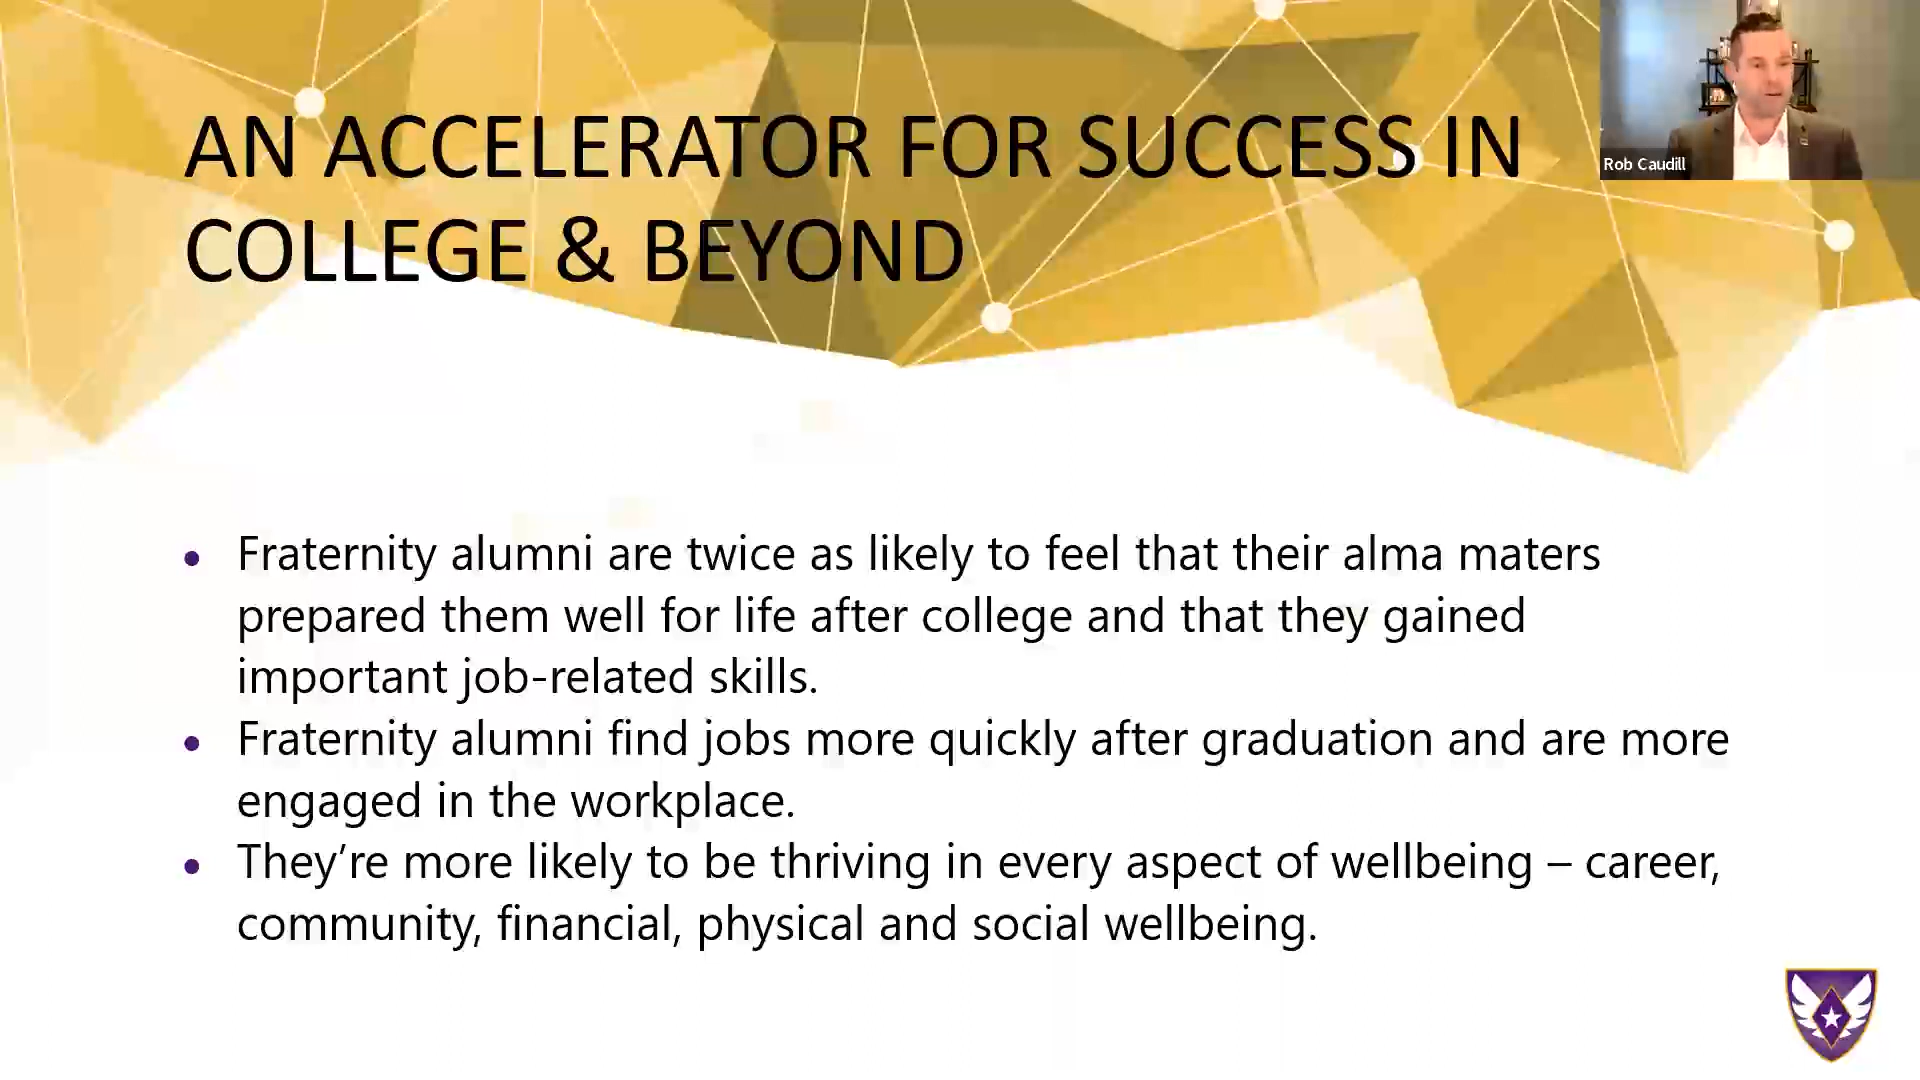 AN ACCELERATOR FOR SUCCESS IN
COLLEGE & BEYOND
Rob Caudill
• Fraternity alumni are twice as likely to feel that their alma maters
prepared them well for life after college and that they gained
important job-related skills.
• Fraternity alumni find jobs more quickly after graduation and are more
engaged in the workplace.
• They’re more likely to be thriving in every aspect of wellbeing – career,
community, financial, physical and social wellbeing.